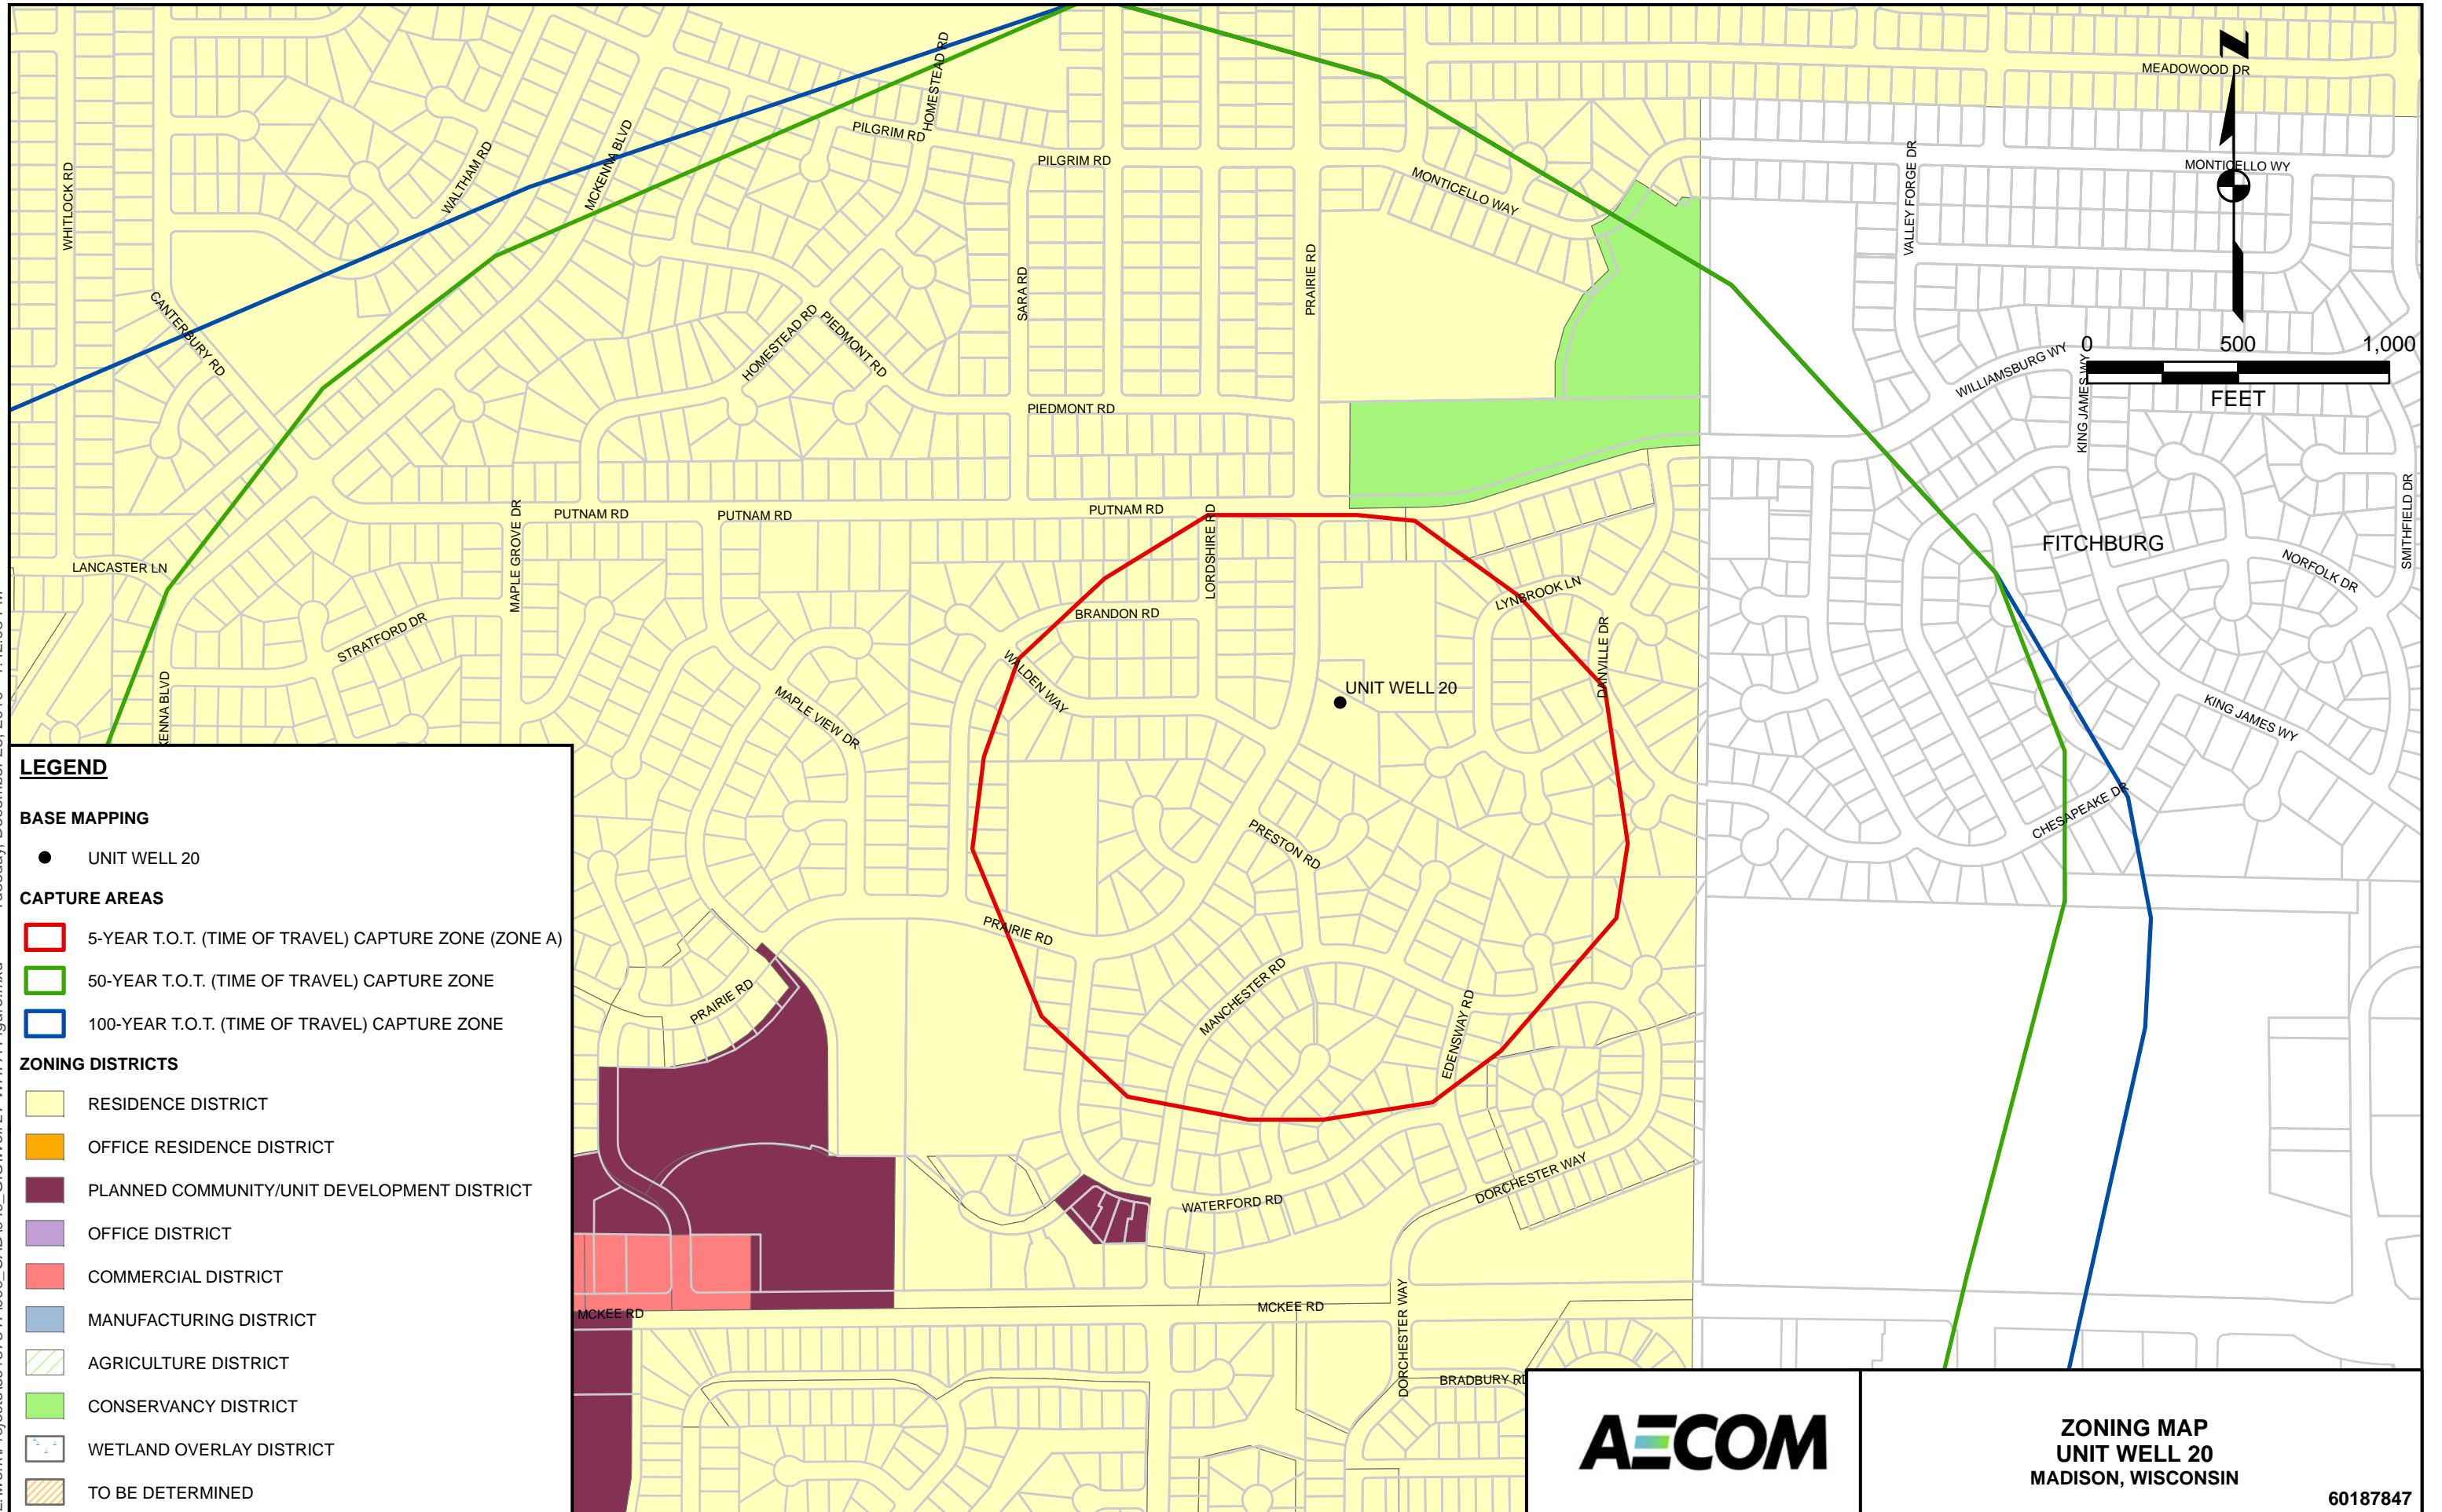 MEADOWOOD DR
HOMESTEAD RD
PILGRIM RD
PILGRIM RD
MONTICELLO WY
MONTICELLO WAY
VALLEY FORGE DR
WALTHAM RD
MCKENNA BLVD
WHITLOCK RD
SARA RD
PRAIRIE RD
CANTERBURY RD
HOMESTEAD RD
PIEDMONT RD
PIEDMONT RD
N
0 500 1,000
FEET
WILLIAMSBURG WY
KING JAMES WY
SMITHFIELD DR
FITCHBURG
NORFOLK DR
KING JAMES WY
CHESAPEAKE DR
PUTNAM RD
PUTNAM RD
PUTNAM RD
MAPLE GROVE DR
LORDSHIRE RD
LANCASTER LN
STRATFORD DR
BRANDON RD
LYNBROOK LN
DANVILLE DR
WALDEN WAY
UNIT WELL 20
MAPLE VIEW DR
KENNA BLVD
PRESTON RD
PRAIRIE RD
PRAIRIE RD
MANCHESTER RD
EDENSWAY RD
WATERFORD RD
DORCHESTER WAY
MCKEE RD
MCKEE RD
DORCHESTER WAY
BRADBURY RD
LEGEND
BASE MAPPING
UNIT WELL 20
CAPTURE AREAS
5-YEAR T.O.T. (TIME OF TRAVEL) CAPTURE ZONE (ZONE A)
50-YEAR T.O.T. (TIME OF TRAVEL) CAPTURE ZONE
100-YEAR T.O.T. (TIME OF TRAVEL) CAPTURE ZONE
ZONING DISTRICTS
RESIDENCE DISTRICT
OFFICE RESIDENCE DISTRICT
PLANNED COMMUNITY/UNIT DEVELOPMENT DISTRICT
OFFICE DISTRICT
COMMERCIAL DISTRICT
MANUFACTURING DISTRICT
AGRICULTURE DISTRICT
CONSERVANCY DISTRICT
WETLAND OVERLAY DISTRICT
TO BE DETERMINED
AECOM
ZONING MAP
UNIT WELL 20
MADISON, WISCONSIN
60187847